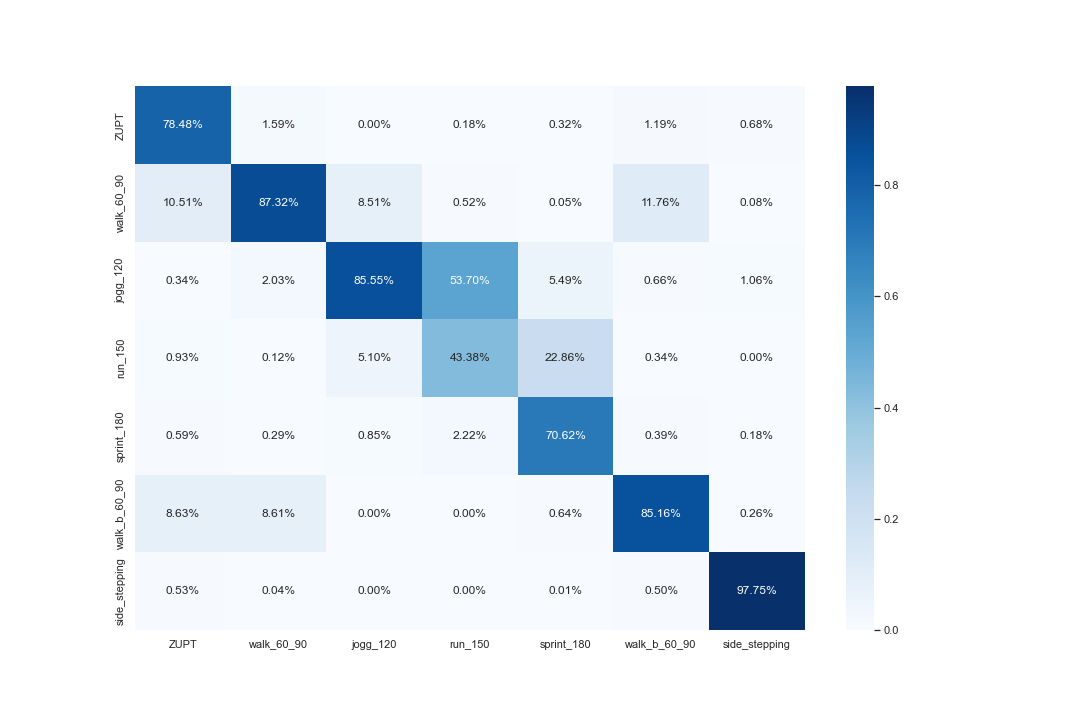 ZUPT 78.48% 1.59% 0.00% 0.18% 0.32% 1.19% 0.68%
walk_60_90 10.51% 87.32% 8.51% 0.52% 0.05% 11.76% 0.08%
jogg_120 0.34% 2.03% 85.55% 53.70% 5.49% 0.66% 1.06%
run_150 0.93% 0.12% 5.10% 43.38% 22.86% 0.34% 0.00%
sprint_180 0.59% 0.29% 0.85% 2.22% 70.62% 0.39% 0.18%
walk_b_60_90 8.63% 8.61% 0.00% 0.00% 0.64% 85.16% 0.26%
side_stepping 0.53% 0.04% 0.00% 0.00% 0.01% 0.50% 97.75%
ZUPT walk_60_90 jogg_120 run_150 sprint_180 walk_b_60_90 side_stepping
0.8
0.6
0.4
0.2
0.0